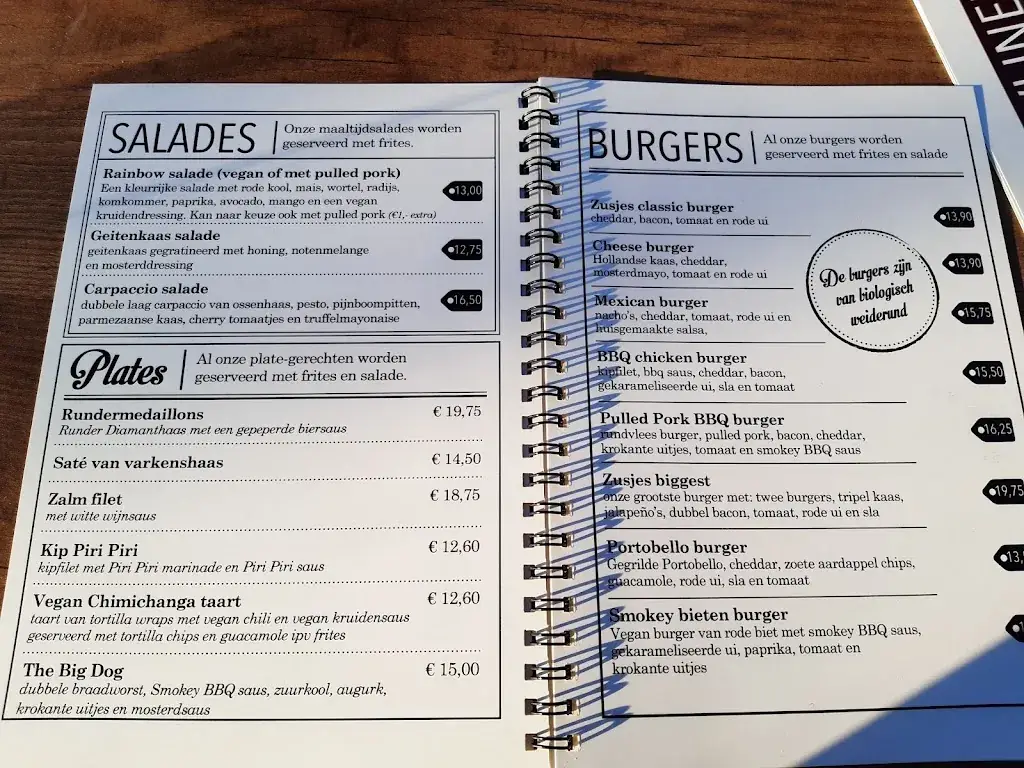 SALADES
Onze maaltijdsalades worden
geserveerd met frites.
Rainbow salade (vegan of met pulled pork)
Een kleurrijke salade met rode kool, mais, wortel, radijs,
komkommer, paprika, avocado, mango en een vegan
kruidendressing. Kan naar keuze ook met pulled pork (€1,- extra)
13,00
Geitenkaas salade
geitenkaas gegratineerd met honing, notenmelange
en mosterddressing
12,75
Carpaccio salade
dubbele laag carpaccio van ossenhaas, pesto, pijnboompitten,
parmezaanse kaas, cherry tomaatjes en truffelmayonaise
16,50
Plates
Al onze plate-gerechten worden
geserveerd met frites en salade.
Rundermedaillons € 19,75
Runder Diamanthaas met een gepeperde biersaus
Saté van varkenshaas € 14,50
Zalm filet € 18,75
met witte wijnsaus
Kip Piri Piri € 12,60
kipfilet met Piri Piri marinade en Piri Piri saus
Vegan Chimichanga taart € 12,60
taart van tortilla wraps met vegan chili en vegan kruidensaus
geserveerd met tortilla chips en guacamole ipv frites
The Big Dog € 15,00
dubbele braadworst, Smokey BBQ saus, zuurkool, augurk,
krokante uitjes en mosterdsaus
BURGERS
Al onze burgers worden
geserveerd met frites en salade
Zusjes classic burger
cheddar, bacon, tomaat en rode ui
13,90
Cheese burger
Hollandse kaas, cheddar,
mosterdmayo, tomaat en rode ui
13,90
De burgers zijn
van biologisch
weiderund
Mexican burger
nacho's, cheddar, tomaat, rode ui en
huisgemaakte salsa,
15,75
BBQ chicken burger
kipfilet, bbq saus, cheddar, bacon,
gekarameliseerde ui, sla en tomaat
15,50
Pulled Pork BBQ burger
rundvlees burger, pulled pork, bacon, cheddar,
krokante uitjes, tomaat en smokey BBQ saus
16,25
Zusjes biggest
onze grootste burger met: twee burgers, tripel kaas,
jalapeño's, dubbel bacon, tomaat, rode ui en sla
19,75
Portobello burger
Gegrilde Portobello, cheddar, zoete aardappel chips,
guacamole, rode ui, sla en tomaat
Smokey bieten burger
Vegan burger van rode biet met smokey BBQ saus,
gekarameliseerde ui, paprika, tomaat en
krokante uitjes